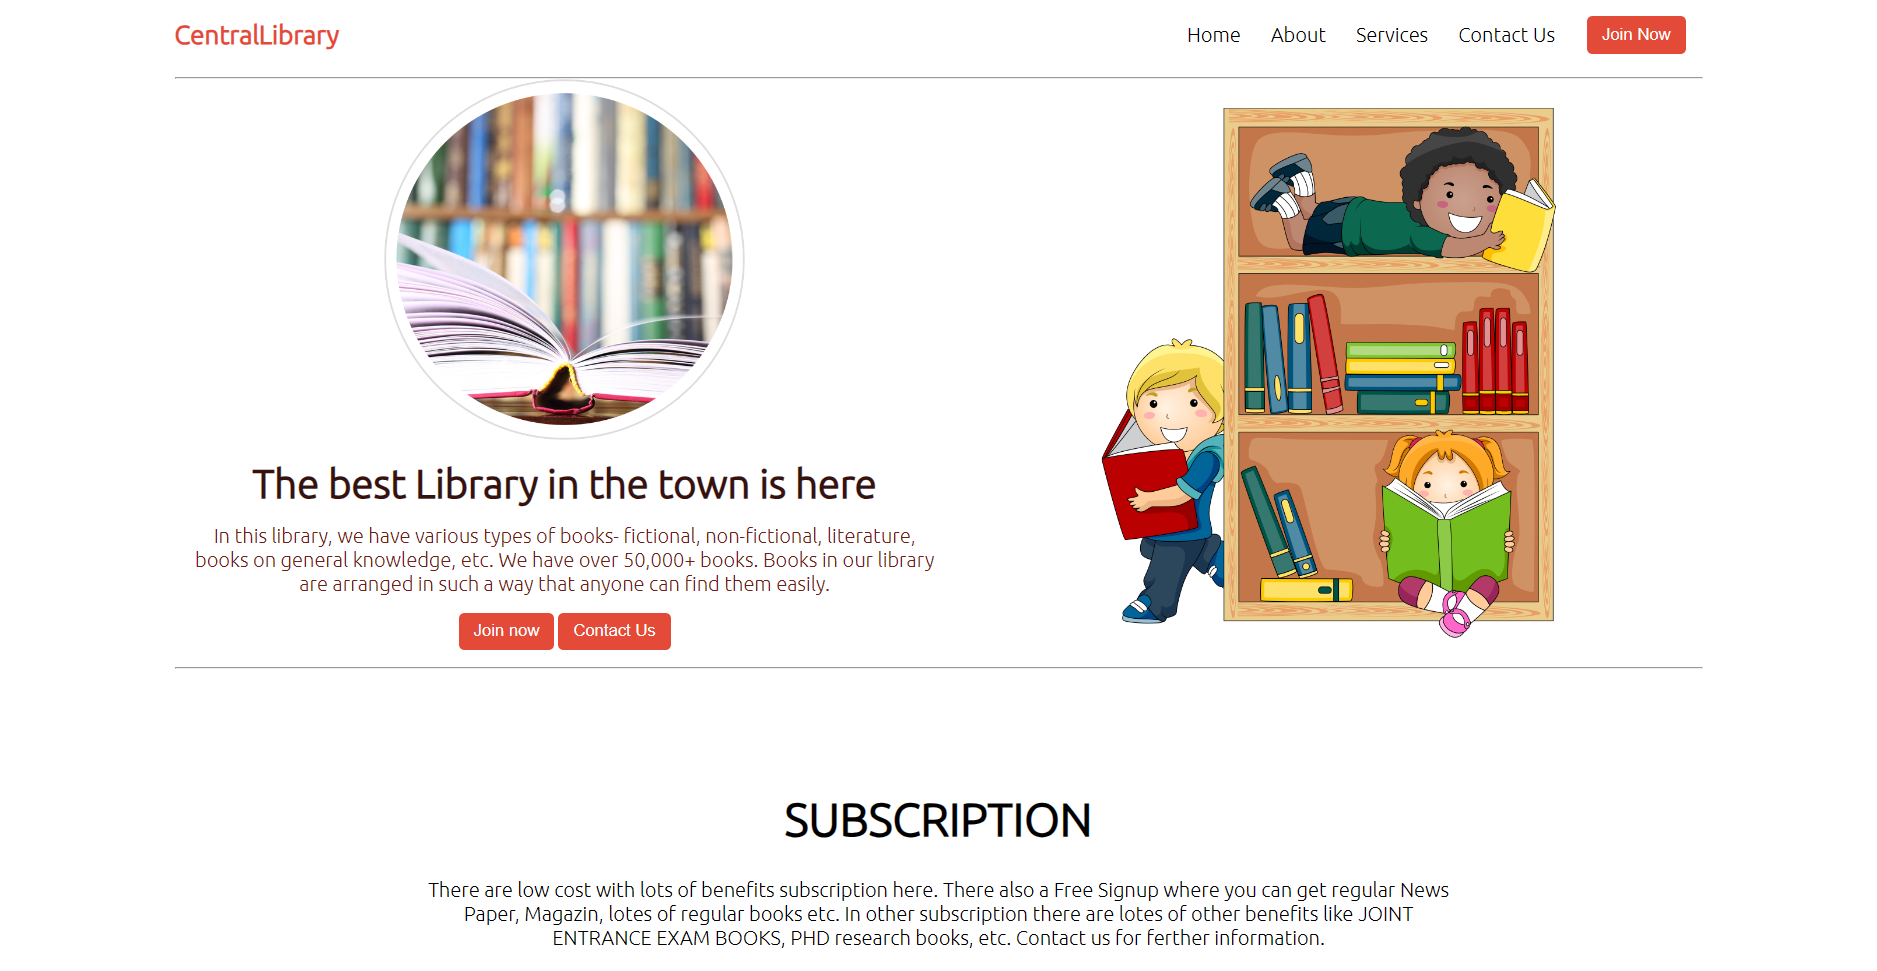 CentralLibrary
Home About Services Contact Us Join Now
The best Library in the town is here
In this library, we have various types of books- fictional, non-fictional, literature,
books on general knowledge, etc. We have over 50,000+ books. Books in our library
are arranged in such a way that anyone can find them easily.
Join now Contact Us
SUBSCRIPTION
There are low cost with lots of benefits subscription here. There also a Free Signup where you can get regular News
Paper, Magazin, lotes of regular books etc. In other subscription there are lotes of other benefits like JOINT
ENTRANCE EXAM BOOKS, PHD research books, etc. Contact us for ferther information.